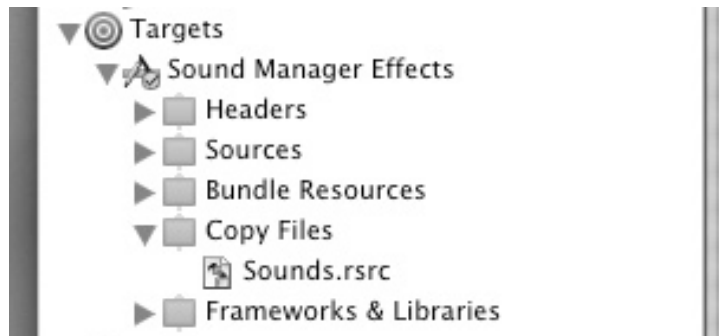 Targets
Sound Manager Effects
Headers
Sources
Bundle Resources
Copy Files
Sounds.rsrc
Frameworks & Libraries